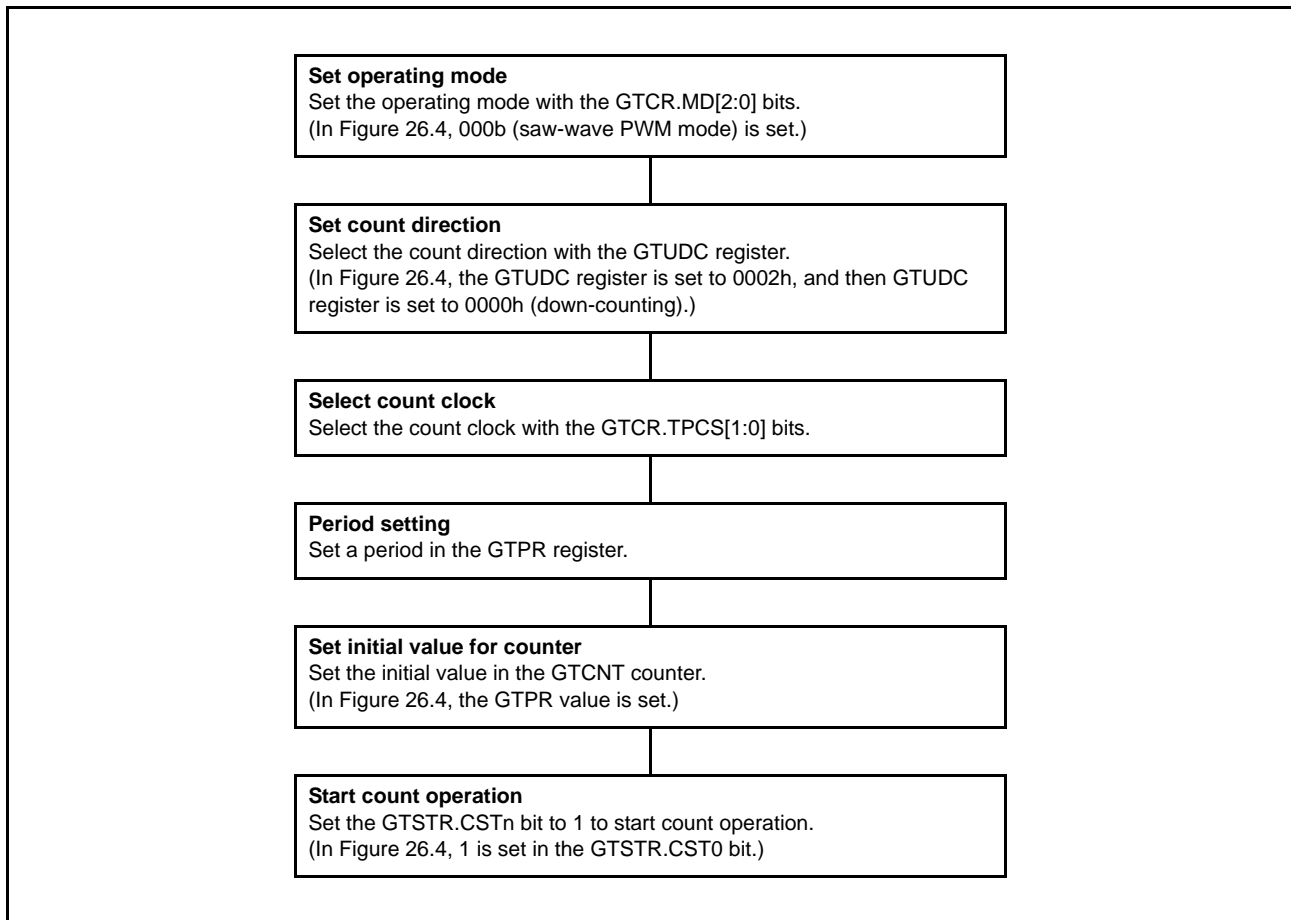 Set operating mode
Set the operating mode with the GTCR.MD[2:0] bits.
(In Figure 26.4, 000b (saw-wave PWM mode) is set.)
Set count direction
Select the count direction with the GTUDC register.
(In Figure 26.4, the GTUDC register is set to 0002h, and then GTUDC
register is set to 0000h (down-counting).)
Select count clock
Select the count clock with the GTCR.TPCS[1:0] bits.
Period setting
Set a period in the GTPR register.
Set initial value for counter
Set the initial value in the GTCNT counter.
(In Figure 26.4, the GTPR value is set.)
Start count operation
Set the GTSTR.CSTn bit to 1 to start count operation.
(In Figure 26.4, 1 is set in the GTSTR.CST0 bit.)